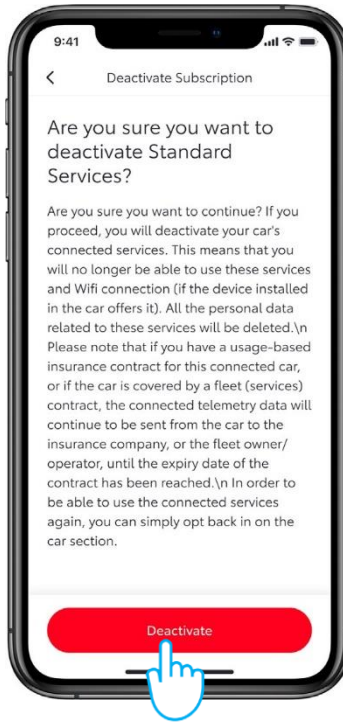 9:41
Deactivate Subscription
Are you sure you want to
deactivate Standard
Services?
Are you sure you want to continue? If you
proceed, you will deactivate your car's
connected services. This means that you
will no longer be able to use these services
and Wifi connection (if the device installed
in the car offers it). All the personal data
related to these services will be deleted.\n
Please note that if you have a usage-based
insurance contract for this connected car,
or if the car is covered by a fleet (services)
contract, the connected telemetry data will
continue to be sent from the car to the
insurance company, or the fleet owner/
operator, until the expiry date of the
contract has been reached.\n In order to
be able to use the connected services
again, you can simply opt back in on the
car section.
Deactivate